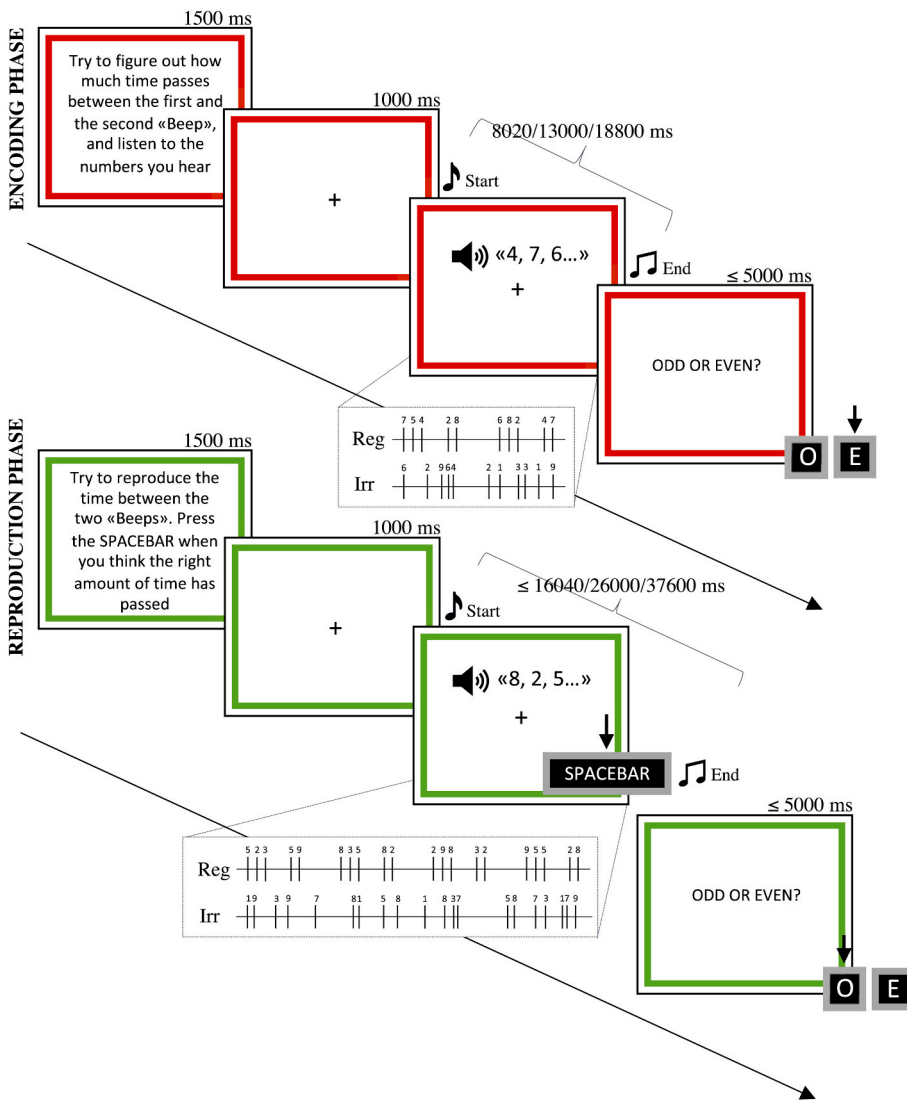 ENCODING PHASE
1500 ms
Try to figure out how
much time passes
between the first and
the second «Beep»,
and listen to the
numbers you hear
1000 ms
+
Start
8020/13000/18800 ms
«4, 7, 6...»
+
End
≤ 5000 ms
ODD OR EVEN?
O E
7 5 4 2 8 6 8 2 4 7
Reg
6 2 9 6 4 2 1 3 3 1 9
Irr
REPRODUCTION PHASE
1500 ms
Try to reproduce the
time between the
two «Beeps». Press
the SPACEBAR when
you think the right
amount of time has
passed
1000 ms
+
Start
≤ 16040/26000/37600 ms
«8, 2, 5...»
+
SPACEBAR
End
≤ 5000 ms
ODD OR EVEN?
O E
5 2 3 5 9 8 3 5 8 2 2 9 8 3 2 9 5 5 2 8
Reg
1 9 3 9 7 8 1 5 8 1 8 3 7 5 8 7 3 1 7 9
Irr